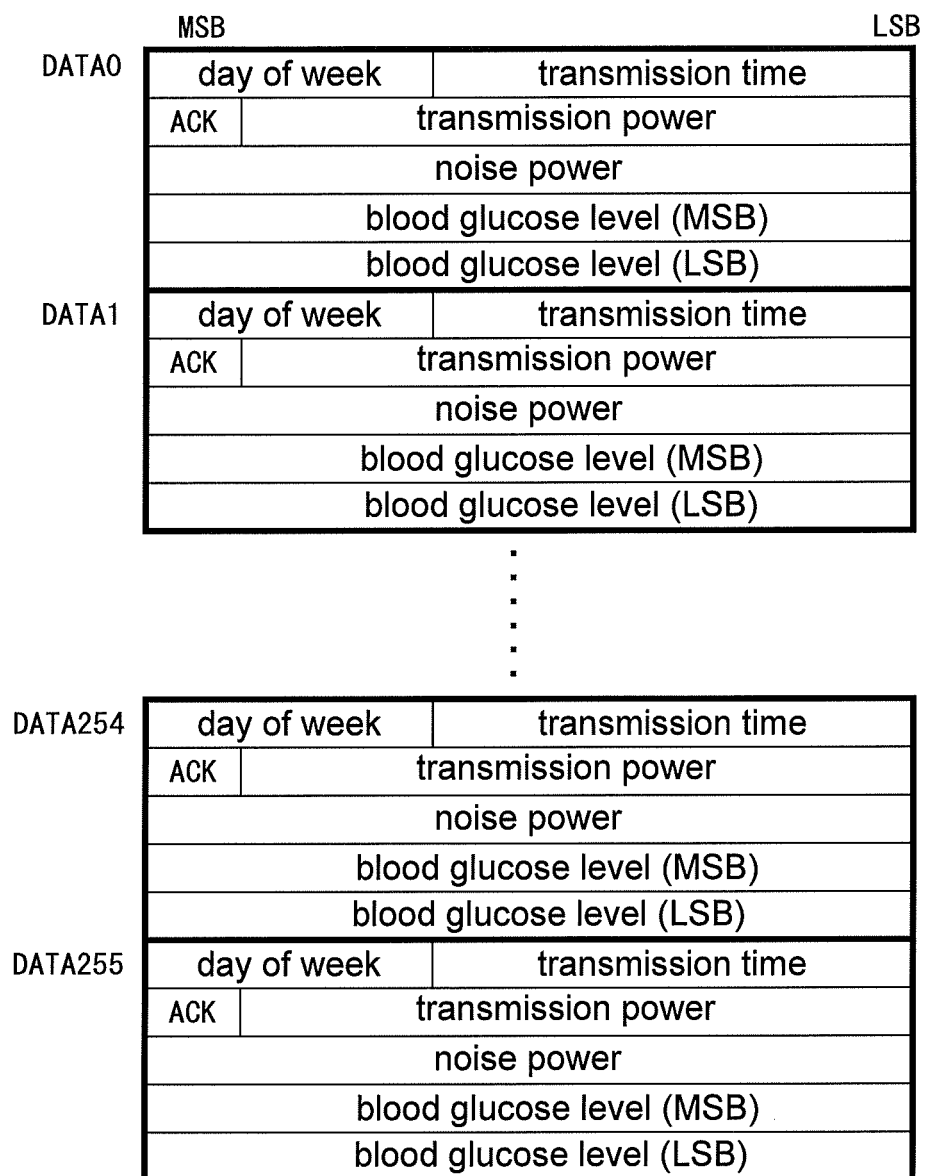 MSB LSB
DATA0 day of week transmission time
ACK transmission power
noise power
blood glucose level (MSB)
blood glucose level (LSB)
DATA1 day of week transmission time
ACK transmission power
noise power
blood glucose level (MSB)
blood glucose level (LSB)
DATA254 day of week transmission time
ACK transmission power
noise power
blood glucose level (MSB)
blood glucose level (LSB)
DATA255 day of week transmission time
ACK transmission power
noise power
blood glucose level (MSB)
blood glucose level (LSB)